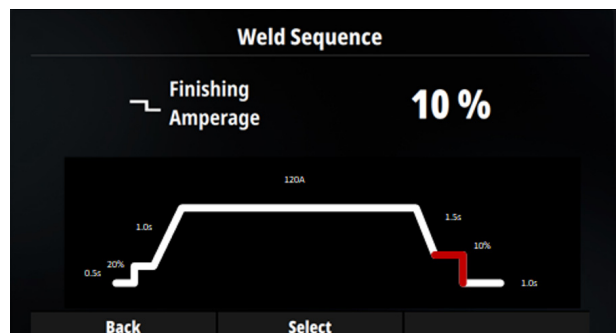 Weld Sequence
Finishing
Amperage
10 %
120A
1.0s
1.5s
20%
10%
0.5s
1.0s
Back
Select